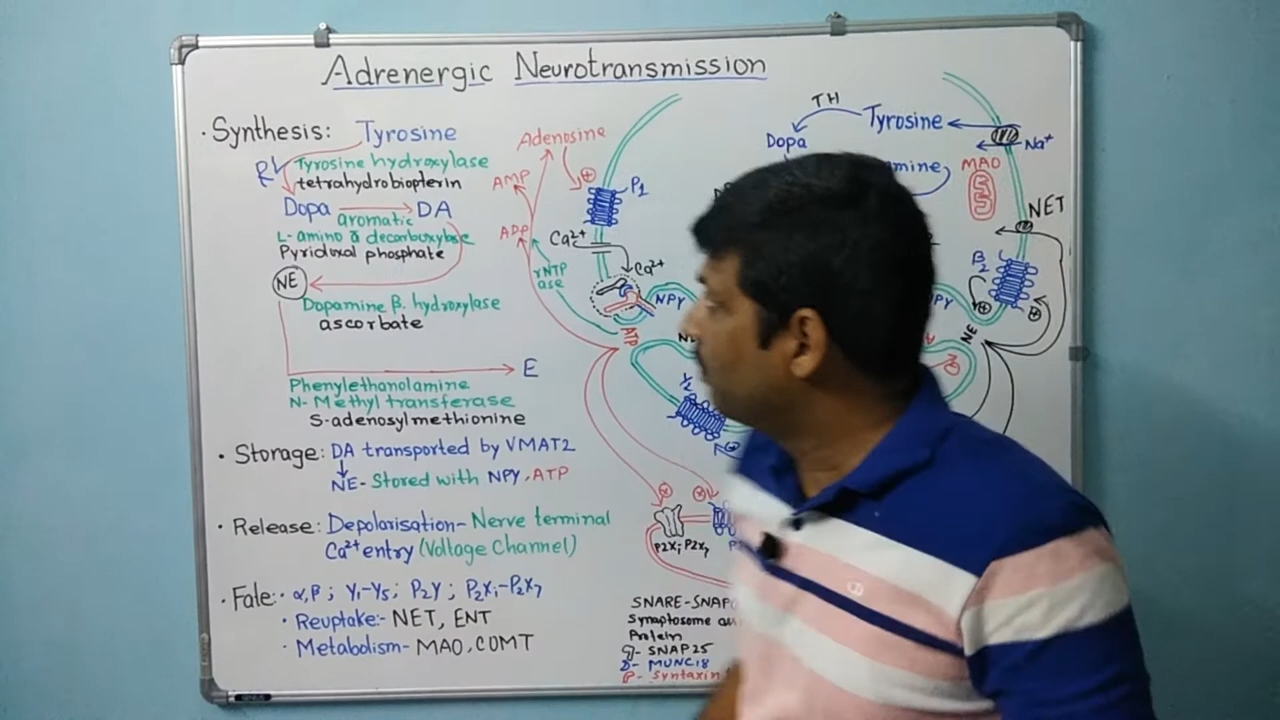 Adrenergic Neurotransmission
· Synthesis: Tyrosine
RL Tyrosine hydroxylase
tetrahydrobiopterin
Dopa DA
aromatic
L-amino a decarboxylase
Pyridoxal phosphate
NE
Dopamine β hydroxylase
ascorbate
E
Phenylethanolamine
N-Methyl transferase
S-adenosylmethionine
· Storage: DA transported by VMAT2
NE- Stored with NPY, ATP
· Release: Depolarisation- Nerve terminal
Ca2+ entry (Voltage Channel)
· Fate:· α,β ; Y1-Y5 ; P2Y ; P2X1-P2X7
· Reuptake:- NET, ENT
· Metabolism- MAO, COMT
Adenosine
AMP
ADP
+
P1
Ca2+
Ca2+
rNTP
ase
NPY
ATP
Y2
+
+
P2X1; P2X7
TH
Tyrosine
Dopa
Na+
amine
MAO
NET
β2
+
+
PY
NE
SNARE-SNAP
Synaptosome
Protein
SNAP25
MUNC18
Syntaxin